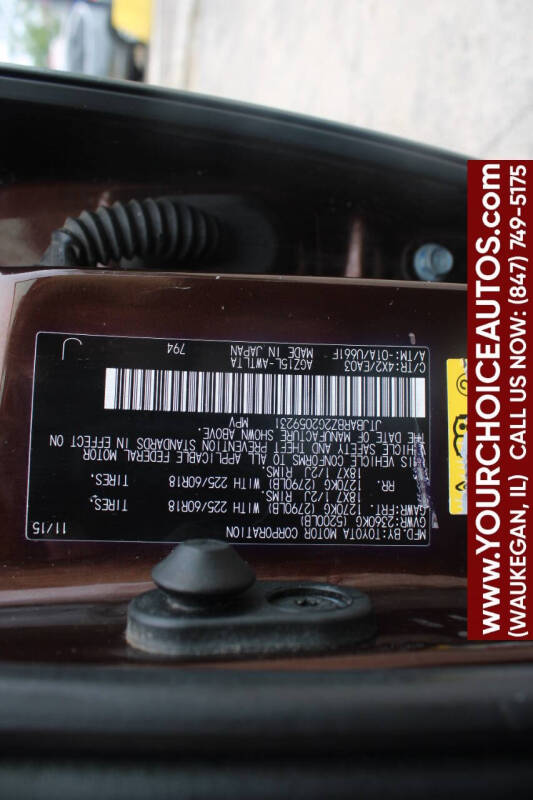 MFD.BY:TOYOTA MOTOR CORPORATION 11/15
GVWR:2360KG (5200LB)
GAWR:FRT. 1270KG (2790LB) WITH 225/60R18 TIRES.
18X7 1/2J RIMS
RR. 1270KG (2790LB) WITH 225/60R18 TIRES.
18X7 1/2J RIMS
THIS VEHICLE CONFORMS TO ALL APPLICABLE FEDERAL MOTOR
VEHICLE SAFETY AND THEFT PREVENTION STANDARDS IN EFFECT ON
THE DATE OF MANUFACTURE SHOWN ABOVE.
JTJBARBZ202059231 MPV
C/TR:4X2/EA03 AGZ15L-AWTLTA 794
A/TM:-01A/U661F MADE IN JAPAN
J
www.YOURCHOICEAUTOS.com
(WAUKEGAN, IL) CALL US NOW: (847) 749-5175